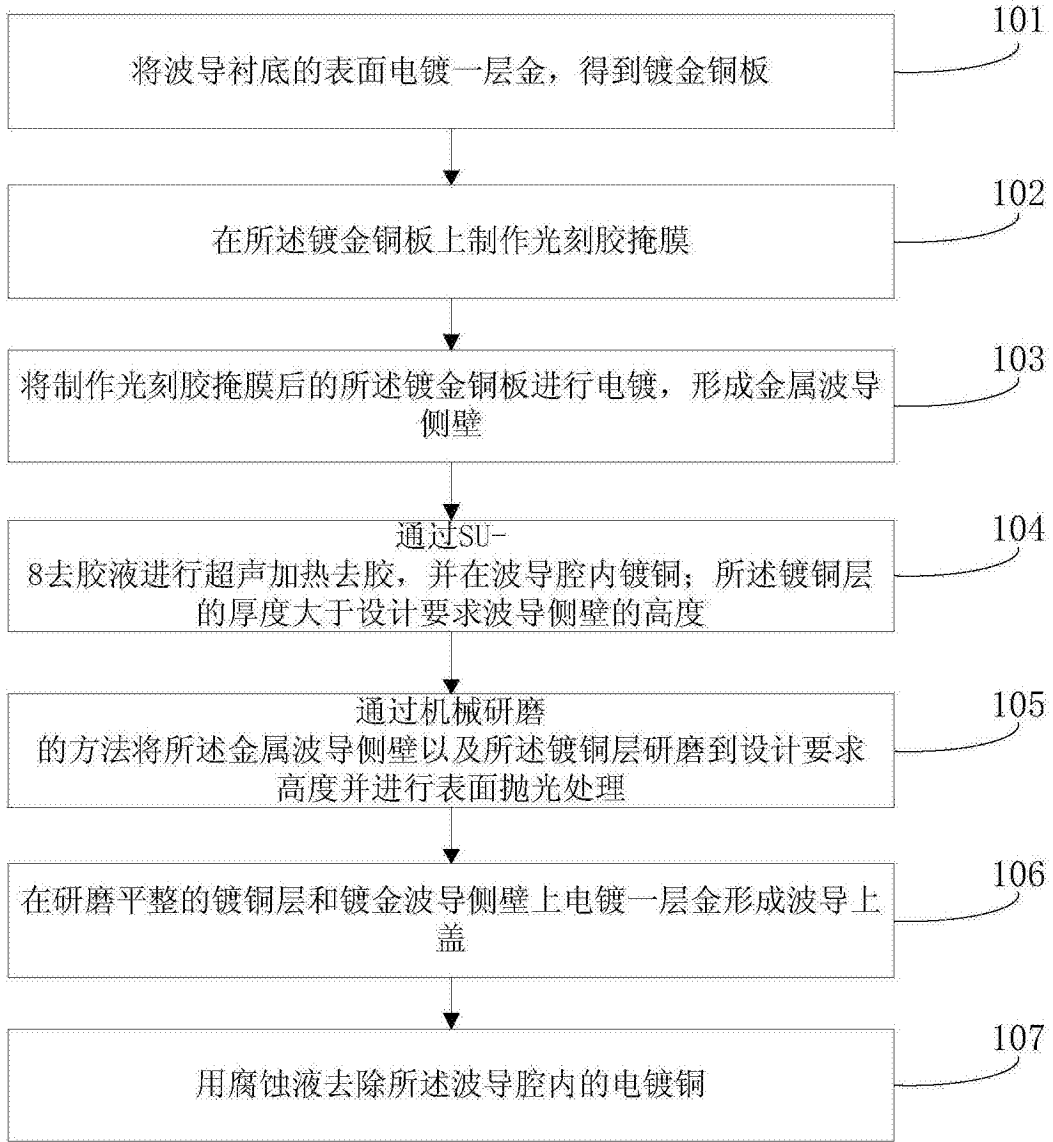 101
将波导衬底的表面电镀一层金，得到镀金铜板
102
在所述镀金铜板上制作光刻胶掩膜
103
将制作光刻胶掩膜后的所述镀金铜板进行电镀，形成金属波导
侧壁
104
通过SU-
8去胶液进行超声加热去胶，并在波导腔内镀铜；所述镀铜层
的厚度大于设计要求波导侧壁的高度
105
通过机械研磨
的方法将所述金属波导侧壁以及所述镀铜层研磨到设计要求
高度并进行表面抛光处理
106
在研磨平整的镀铜层和镀金波导侧壁上电镀一层金形成波导上
盖
107
用腐蚀液去除所述波导腔内的电镀铜